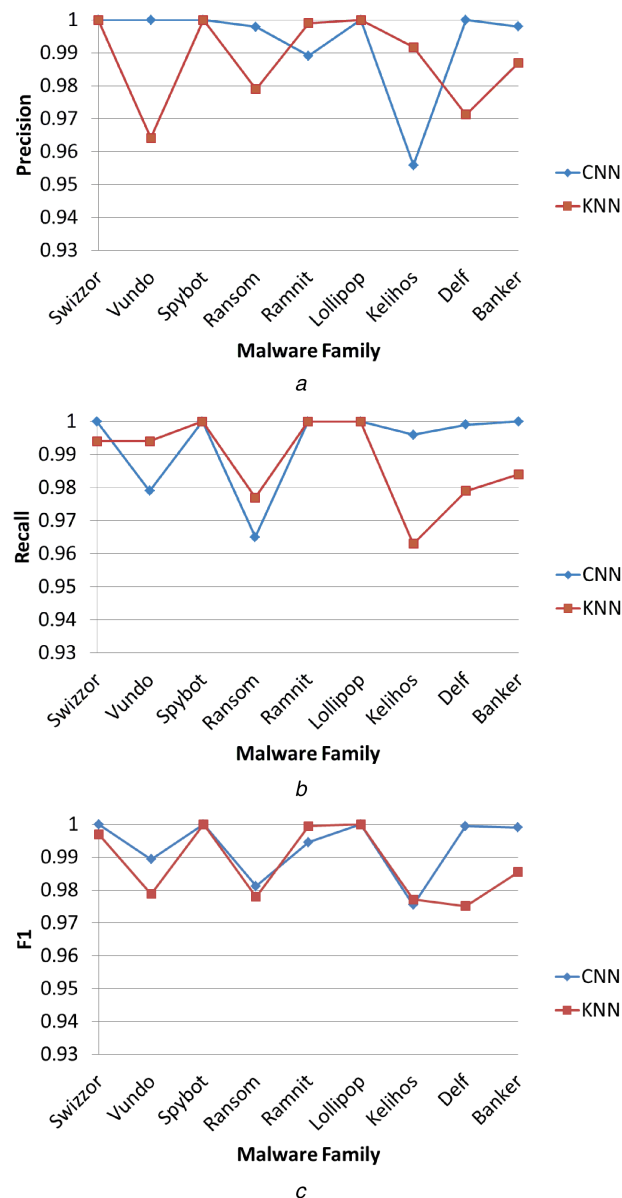 1
0.99
0.98
0.97
0.96
0.95
0.94
0.93
Precision
Swizzor
Vundo
Spybot
Ransom
Ramnit
Lollipop
Kelihos
Delf
Banker
Malware Family
CNN
KNN
a
1
0.99
0.98
0.97
0.96
0.95
0.94
0.93
Recall
Swizzor
Vundo
Spybot
Ransom
Ramnit
Lollipop
Kelihos
Delf
Banker
Malware Family
CNN
KNN
b
1
0.99
0.98
0.97
0.96
0.95
0.94
0.93
F1
Swizzor
Vundo
Spybot
Ransom
Ramnit
Lollipop
Kelihos
Delf
Banker
Malware Family
CNN
KNN
c